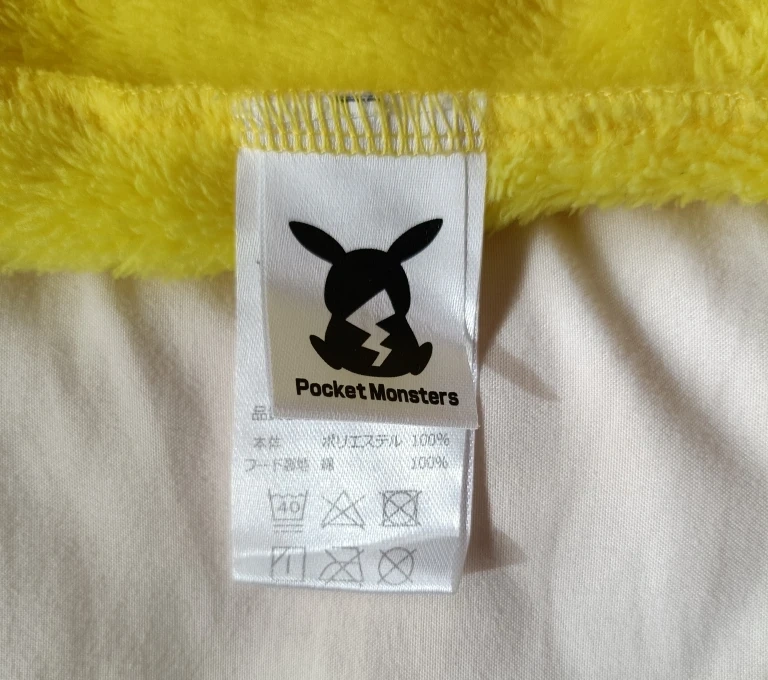 Pocket Monsters
品
本体 ポリエステル 100%
フード裏地 綿 100%
40